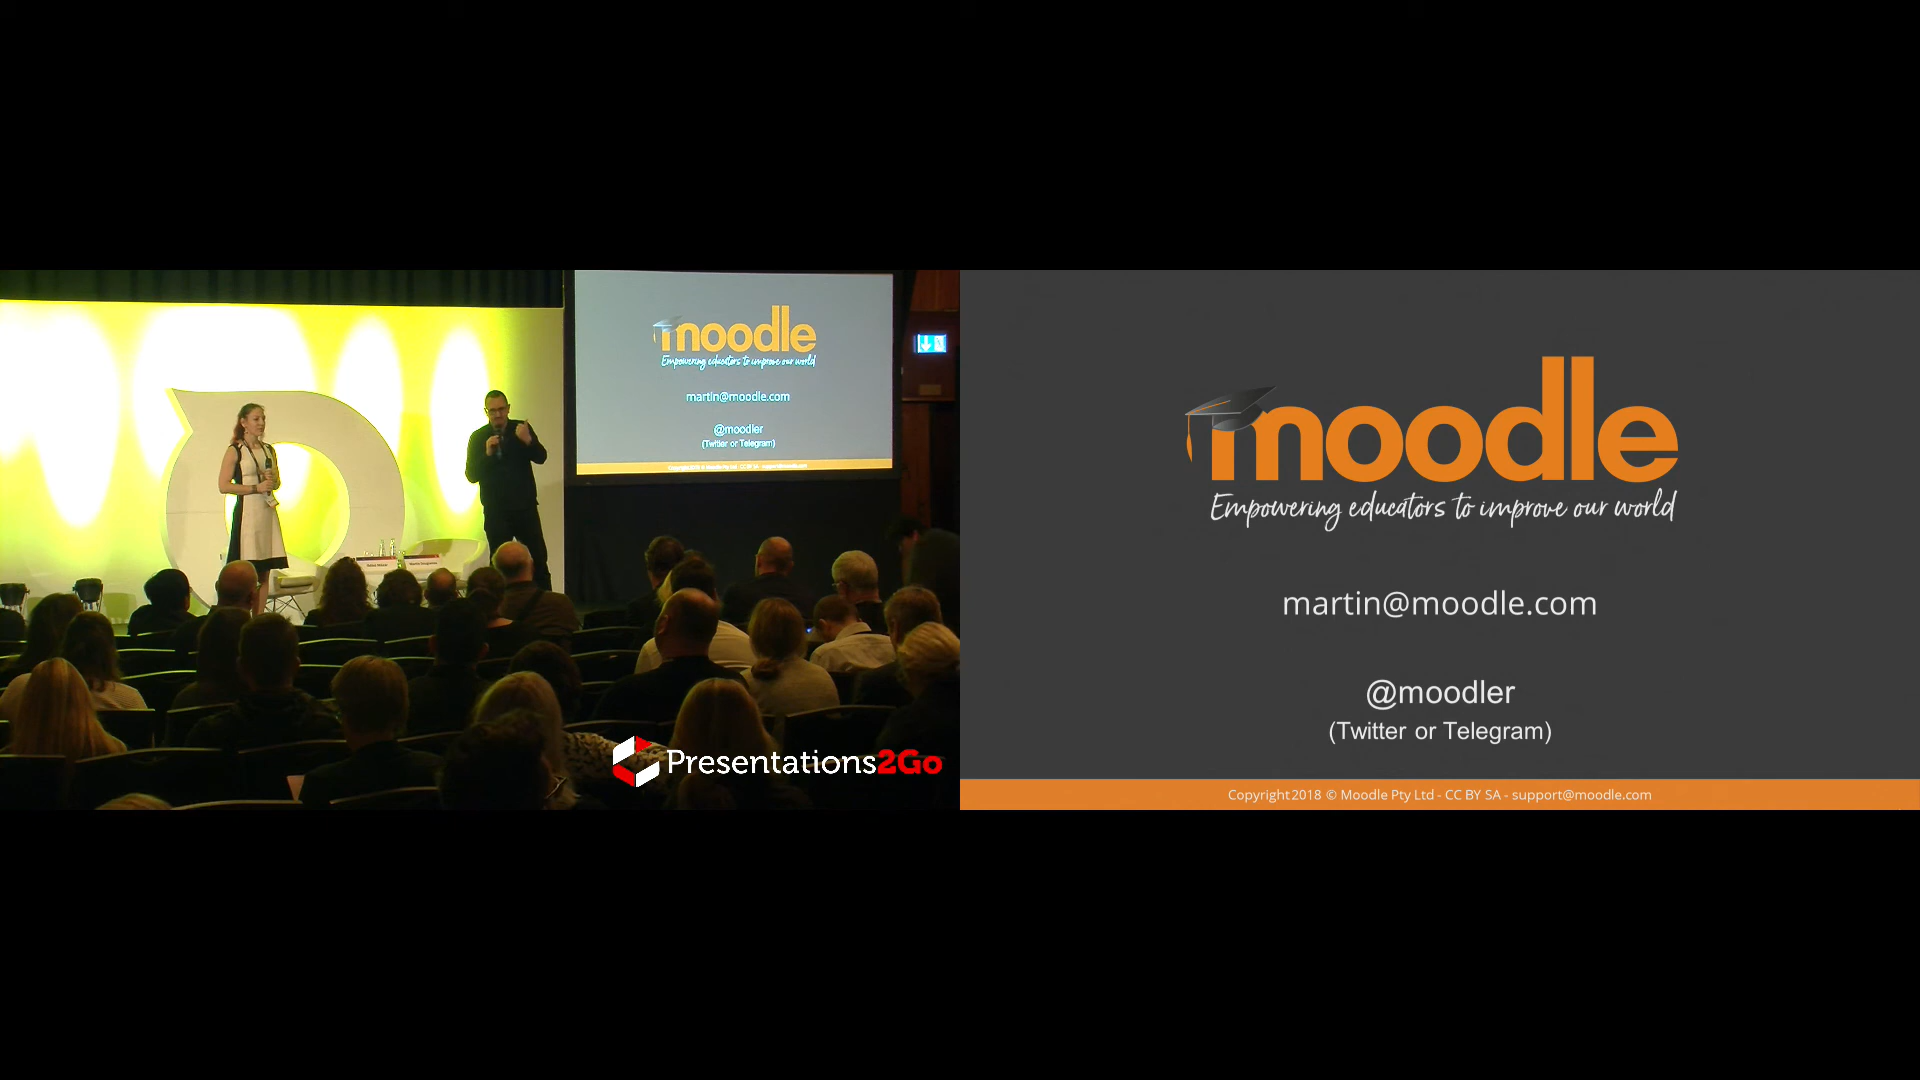 moodle
Empowering educators to improve our world
martin@moodle.com
@moodler
(Twitter or Telegram)
Presentations2Go
moodle
Empowering educators to improve our world
martin@moodle.com
@moodler
(Twitter or Telegram)
Copyright 2018 © Moodle Pty Ltd - CC BY SA - support@moodle.com